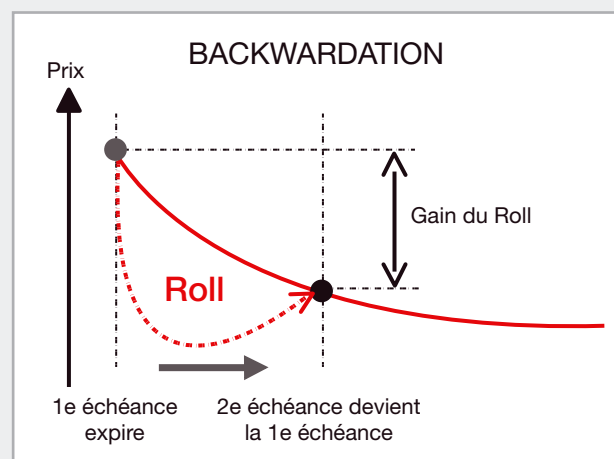 BACKWARDATION
Prix
Gain du Roll
Roll
1e échéance
expire
2e échéance devient
la 1e échéance